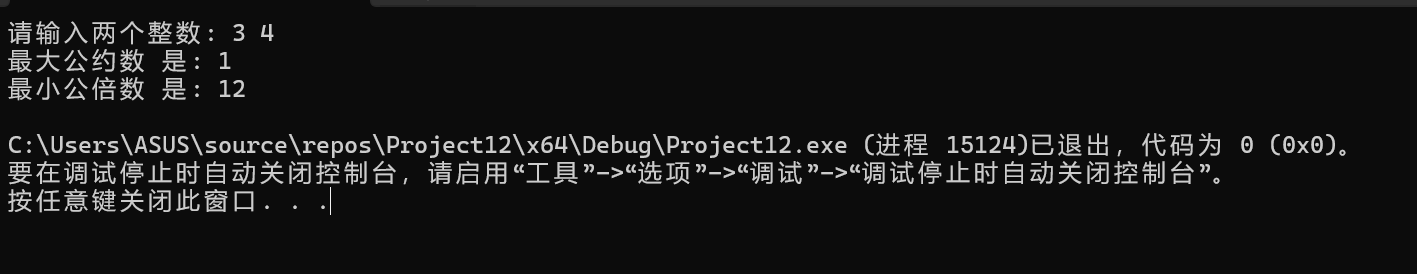 请输入两个整数: 3 4
最大公约数 是: 1
最小公倍数 是: 12
C:\Users\ASUS\source\repos\Project12\x64\Debug\Project12.exe (进程 15124)已退出，代码为 0 (0x0)。
要在调试停止时自动关闭控制台，请启用“工具”->“选项”->“调试”->“调试停止时自动关闭控制台”。
按任意键关闭此窗口. . .